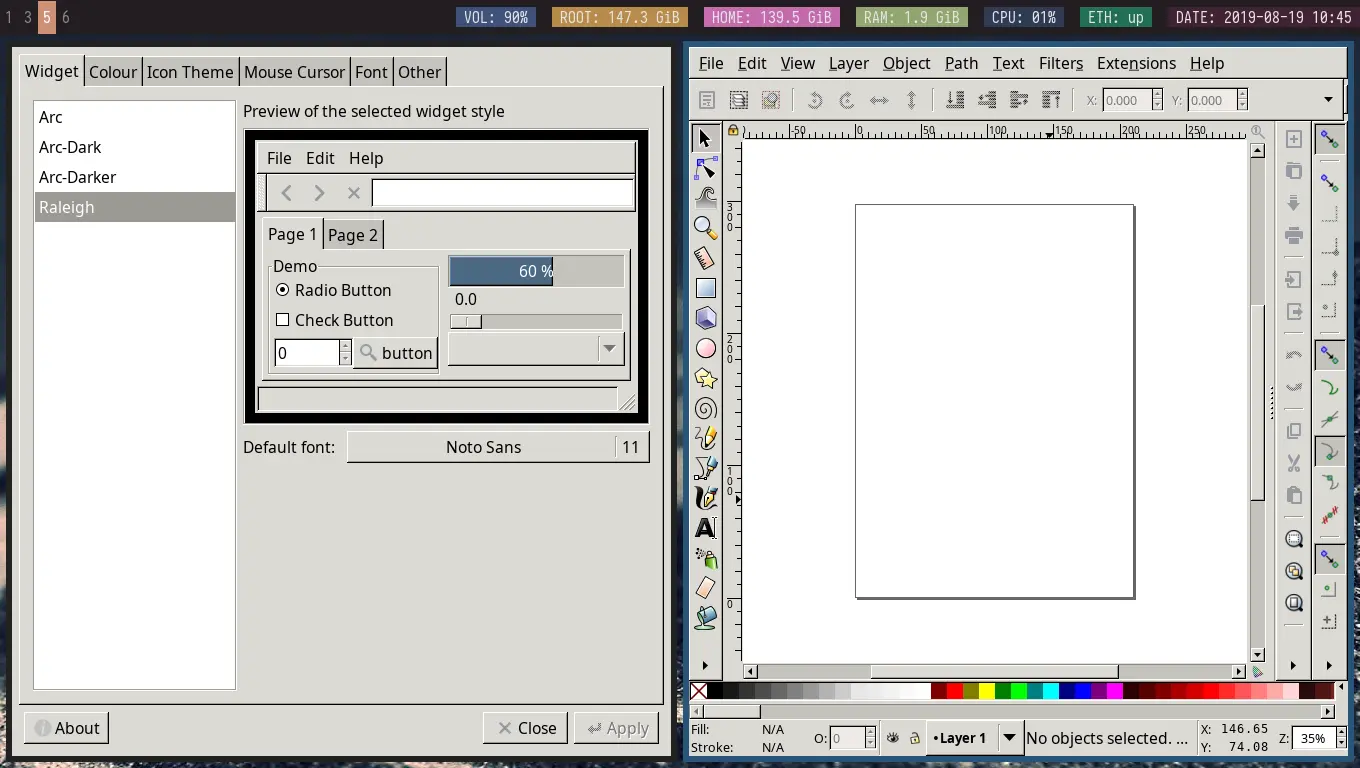 1 3 5 6 VOL: 90% ROOT: 147.3 GiB HOME: 139.5 GiB RAM: 1.9 GiB CPU: 01% ETH: up DATE: 2019-08-19 10:45
Widget Colour Icon Theme Mouse Cursor Font Other
Arc
Arc-Dark
Arc-Darker
Raleigh
Preview of the selected widget style
File Edit Help
Page 1 Page 2
Demo
Radio Button
Check Button
0 button
60 %
0.0
Default font: Noto Sans 11
About Close Apply
File Edit View Layer Object Path Text Filters Extensions Help
X: 0.000 Y: 0.000
-50 0 50 100 150 200 250
300
200
100
0
Fill: N/A
Stroke: N/A
O: 0
•Layer 1
No objects selected. ...
X: 146.65
Y: 74.08
Z: 35%